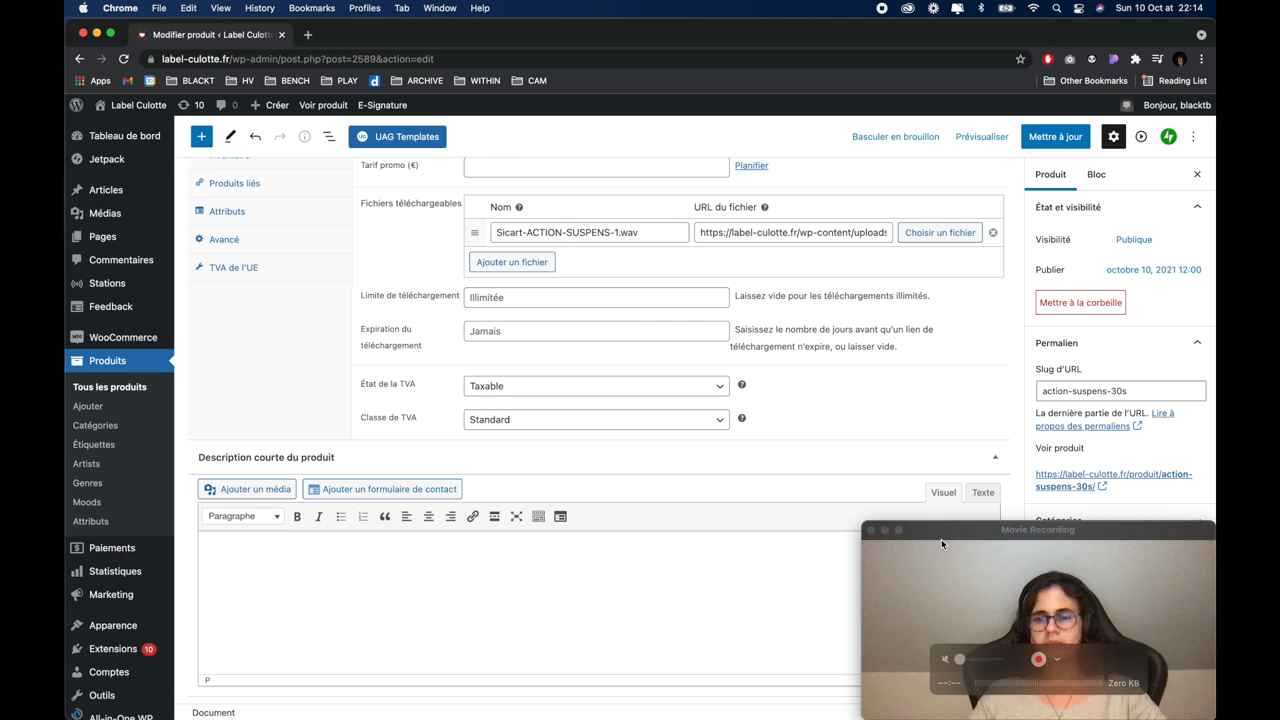 Chrome File Edit View History Bookmarks Profiles Tab Window Help Sun 10 Oct at 22:14
Modifier produit ‹ Label Culott
label-culotte.fr/wp-admin/post.php?post=2589&action=edit
Apps BLACKT HV BENCH PLAY ARCHIVE WITHIN CAM Other Bookmarks Reading List
Label Culotte 10 0 Créer Voir produit E-Signature Bonjour, blacktb
Tableau de bord
Jetpack
Articles
Médias
Pages
Commentaires
Stations
Feedback
WooCommerce
Produits
Tous les produits
Ajouter
Catégories
Étiquettes
Artists
Genres
Moods
Attributs
Paiements
Statistiques
Marketing
Apparence
Extensions 10
Comptes
Outils
All-in-One WP
UAG Templates Basculer en brouillon Prévisualiser Mettre à jour
Inventaire
Produits liés
Attributs
Avancé
TVA de l'UE
Tarif promo (€) Planifier
Fichiers téléchargeables Nom URL du fichier
Sicart-ACTION-SUSPENS-1.wav https://label-culotte.fr/wp-content/uploads Choisir un fichier
Ajouter un fichier
Limite de téléchargement Illimitée Laissez vide pour les téléchargements illimités.
Expiration du téléchargement Jamais Saisissez le nombre de jours avant qu'un lien de
téléchargement n'expire, ou laisser vide.
État de la TVA Taxable
Classe de TVA Standard
Description courte du produit
Ajouter un média Ajouter un formulaire de contact Visuel Texte
Paragraphe B I
P
Document
Produit Bloc
État et visibilité
Visibilité Publique
Publier octobre 10, 2021 12:00
Mettre à la corbeille
Permalien
Slug d'URL
action-suspens-30s
La dernière partie de l'URL. Lire à
propos des permaliens
Voir produit
https://label-culotte.fr/produit/action-
suspens-30s/
Catégories
Movie Recording
--:-- Zero KB